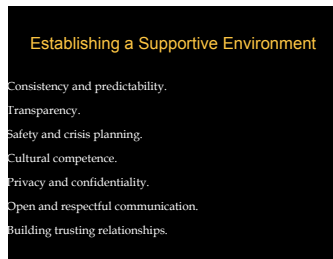 Establishing a Supportive Environment
Consistency and predictability.
Transparency.
Safety and crisis planning.
Cultural competence.
Privacy and confidentiality.
Open and respectful communication.
Building trusting relationships.